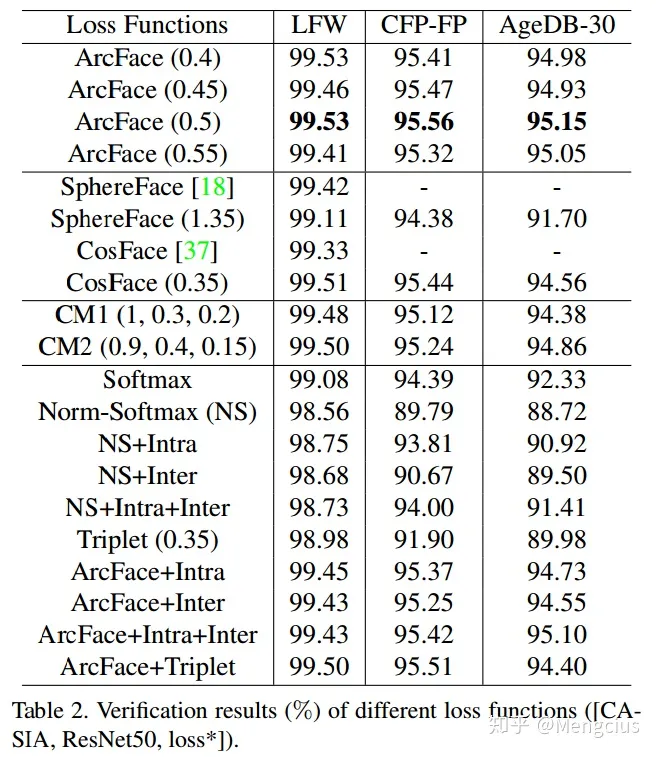 Loss Functions LFW CFP-FP AgeDB-30
ArcFace (0.4) 99.53 95.41 94.98
ArcFace (0.45) 99.46 95.47 94.93
ArcFace (0.5) 99.53 95.56 95.15
ArcFace (0.55) 99.41 95.32 95.05
SphereFace [18] 99.42 - -
SphereFace (1.35) 99.11 94.38 91.70
CosFace [37] 99.33 - -
CosFace (0.35) 99.51 95.44 94.56
CM1 (1, 0.3, 0.2) 99.48 95.12 94.38
CM2 (0.9, 0.4, 0.15) 99.50 95.24 94.86
Softmax 99.08 94.39 92.33
Norm-Softmax (NS) 98.56 89.79 88.72
NS+Intra 98.75 93.81 90.92
NS+Inter 98.68 90.67 89.50
NS+Intra+Inter 98.73 94.00 91.41
Triplet (0.35) 98.98 91.90 89.98
ArcFace+Intra 99.45 95.37 94.73
ArcFace+Inter 99.43 95.25 94.55
ArcFace+Intra+Inter 99.43 95.42 95.10
ArcFace+Triplet 99.50 95.51 94.40
Table 2. Verification results (%) of different loss functions ([CA-
SIA, ResNet50, loss*]).
知乎 @Mengcius